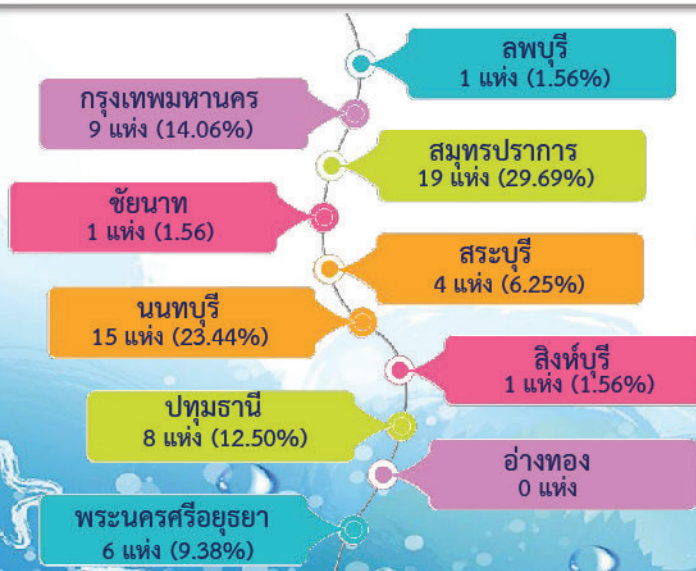 ลพบุรี
1 แห่ง (1.56%)
กรุงเทพมหานคร
9 แห่ง (14.06%)
สมุทรปราการ
19 แห่ง (29.69%)
ชัยนาท
1 แห่ง (1.56)
สระบุรี
4 แห่ง (6.25%)
นนทบุรี
15 แห่ง (23.44%)
สิงห์บุรี
1 แห่ง (1.56%)
ปทุมธานี
8 แห่ง (12.50%)
อ่างทอง
0 แห่ง
พระนครศรีอยุธยา
6 แห่ง (9.38%)